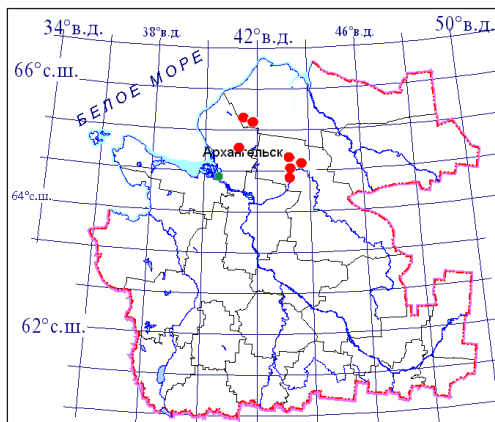 34°в.д.
38°в.д.
42°в.д.
46°в.д.
50°в.д.
66°с.ш.
БЕЛОЕ МОРЕ
Архангельск
64°с.ш.
62°с.ш.